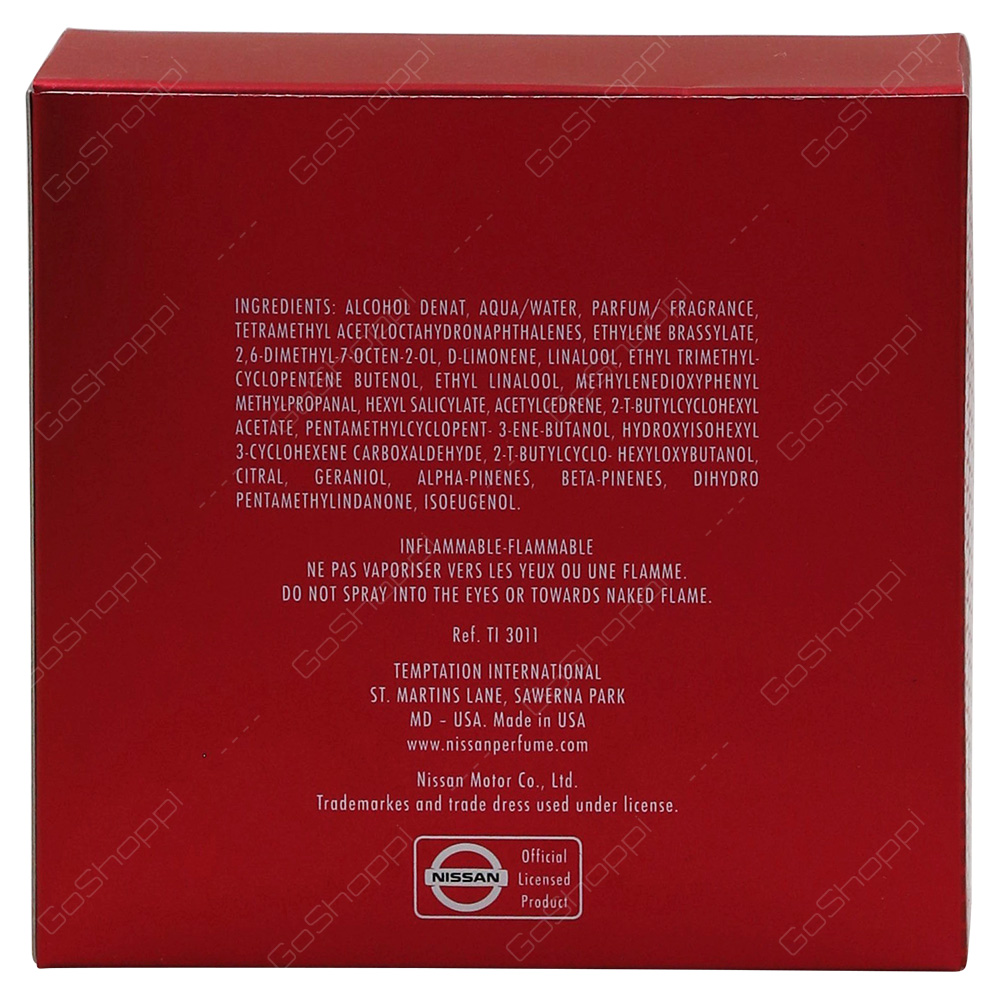 INGREDIENTS: ALCOHOL DENAT, AQUA/WATER, PARFUM/ FRAGRANCE,
TETRAMETHYL ACETYLOCTAHYDRONAPHTHALENES, ETHYLENE BRASSYLATE,
2,6-DIMETHYL-7-OCTEN-2-OL, D-LIMONENE, LINALOOL, ETHYL TRIMETHYL-
CYCLOPENTENE BUTENOL, ETHYL LINALOOL, METHYLENEDIOXYPHENYL
METHYLPROPANAL, HEXYL SALICYLATE, ACETYLCEDRENE, 2-T-BUTYLCYCLOHEXYL
ACETATE, PENTAMETHYLCYCLOPENT- 3-ENE-BUTANOL, HYDROXYISOHEXYL
3-CYCLOHEXENE CARBOXALDEHYDE, 2-T-BUTYLCYCLO- HEXYLOXYBUTANOL,
CITRAL, GERANIOL, ALPHA-PINENES, BETA-PINENES, DIHYDRO
PENTAMETHYLINDANONE, ISOEUGENOL.
INFLAMMABLE-FLAMMABLE
NE PAS VAPORISER VERS LES YEUX OU UNE FLAMME.
DO NOT SPRAY INTO THE EYES OR TOWARDS NAKED FLAME.
Ref. TI 3011
TEMPTATION INTERNATIONAL
ST. MARTINS LANE, SAWERNA PARK
MD - USA. Made in USA
www.nissanperfume.com
Nissan Motor Co., Ltd.
Trademarkes and trade dress used under license.
NISSAN
Official
Licensed
Product
GoShoppi